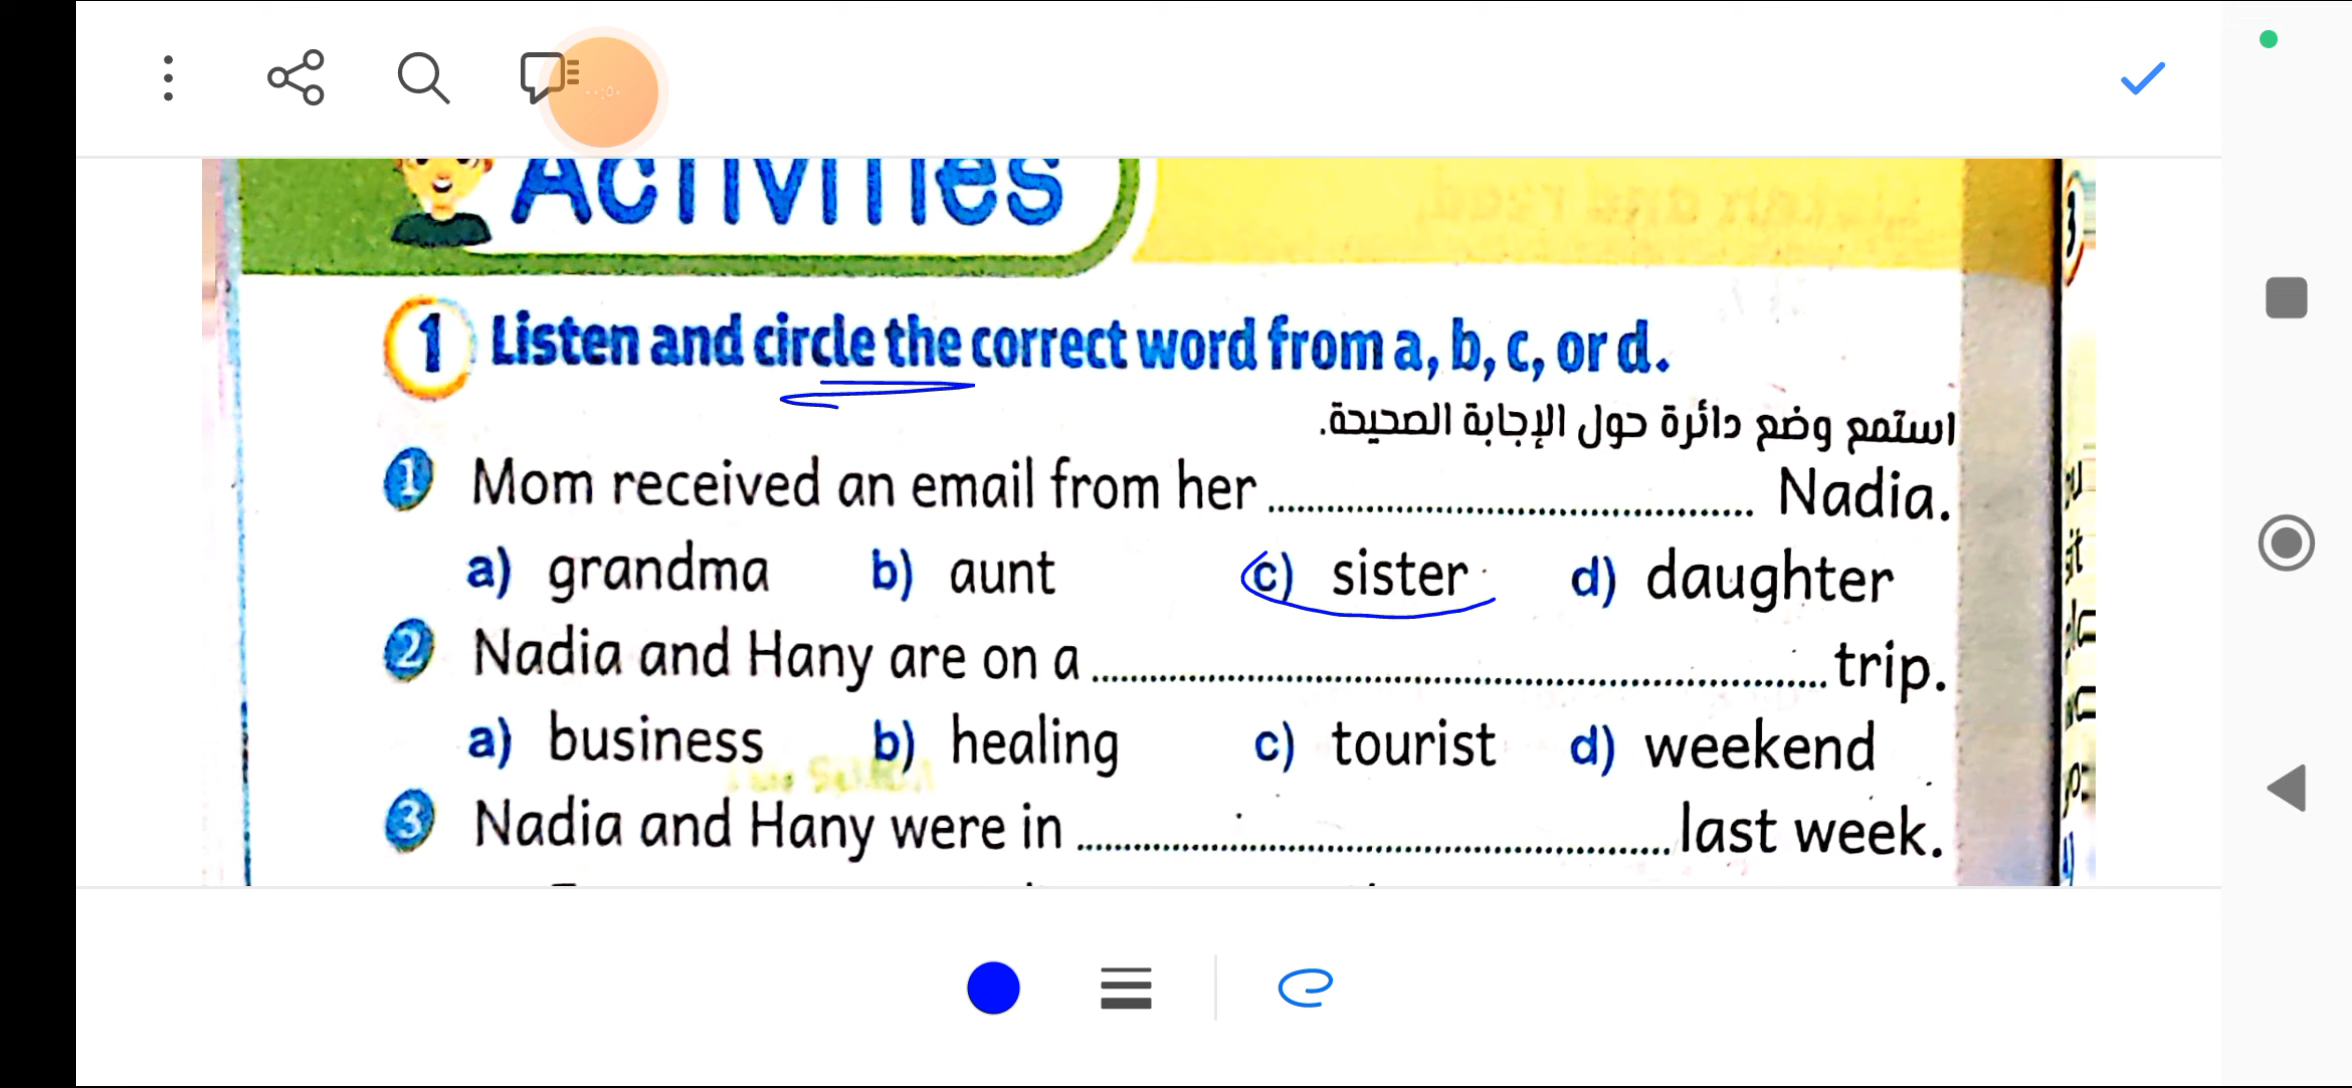 Activities
1 Listen and circle the correct word from a, b, c, or d.
استمع وضع دائرة حول الإجابة الصحيحة.
1 Mom received an email from her ........................................ Nadia.
a) grandma b) aunt c) sister d) daughter
2 Nadia and Hany are on a ........................................ trip.
a) business b) healing c) tourist d) weekend
3 Nadia and Hany were in ........................................ last week.